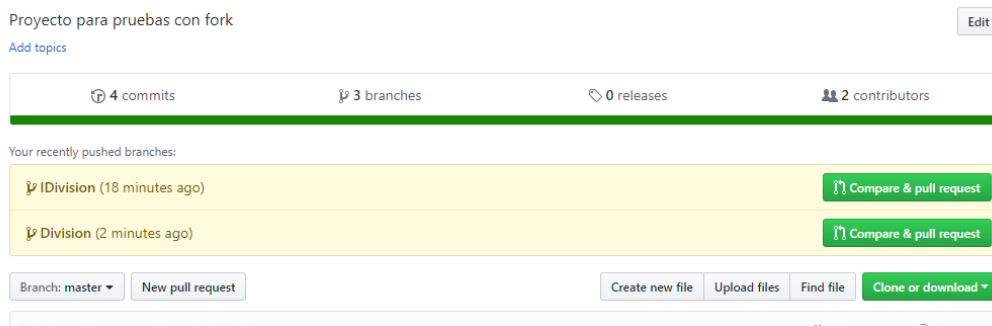 Proyecto para pruebas con fork
Edit
Add topics
4 commits
3 branches
0 releases
2 contributors
Your recently pushed branches:
IDivision (18 minutes ago)
Compare & pull request
Division (2 minutes ago)
Compare & pull request
Branch: master
New pull request
Create new file
Upload files
Find file
Clone or download